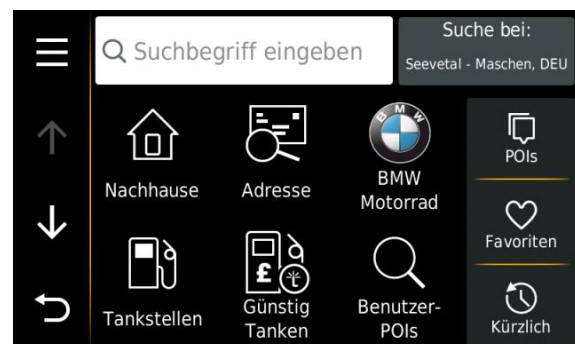 Suchbegriff eingeben
Suche bei:
Seevetal - Maschen, DEU
Nachhause
Adresse
BMW
BMW
Motorrad
POIs
Favoriten
Tankstellen
£
Günstig
Tanken
Benutzer-
POIs
Kürzlich